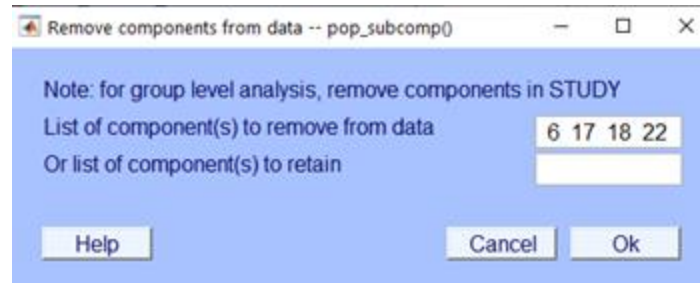 Remove components from data -- pop_subcomp()
Note: for group level analysis, remove components in STUDY
List of component(s) to remove from data 6 17 18 22
Or list of component(s) to retain
Help Cancel Ok